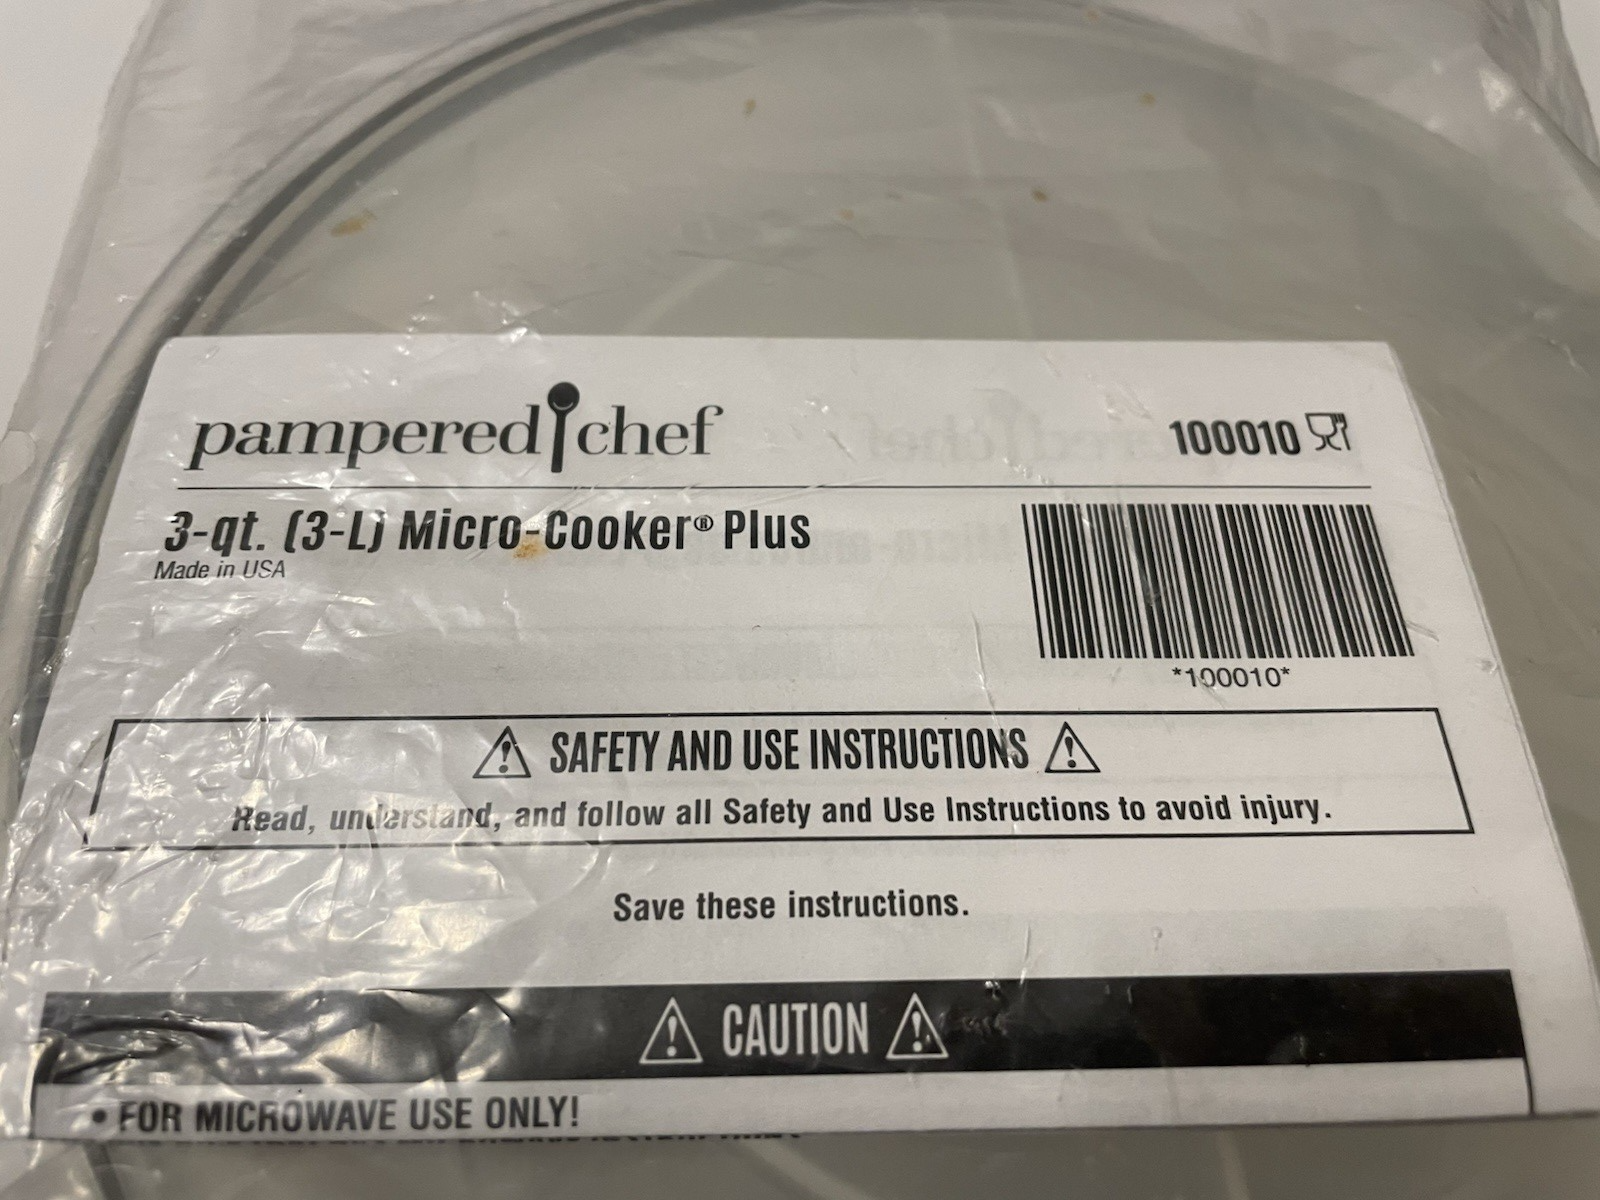 pampered chef
100010
3-qt. (3-L) Micro-Cooker® Plus
Made in USA
*100010*
SAFETY AND USE INSTRUCTIONS
Read, understand, and follow all Safety and Use Instructions to avoid injury.
Save these instructions.
CAUTION
• FOR MICROWAVE USE ONLY!